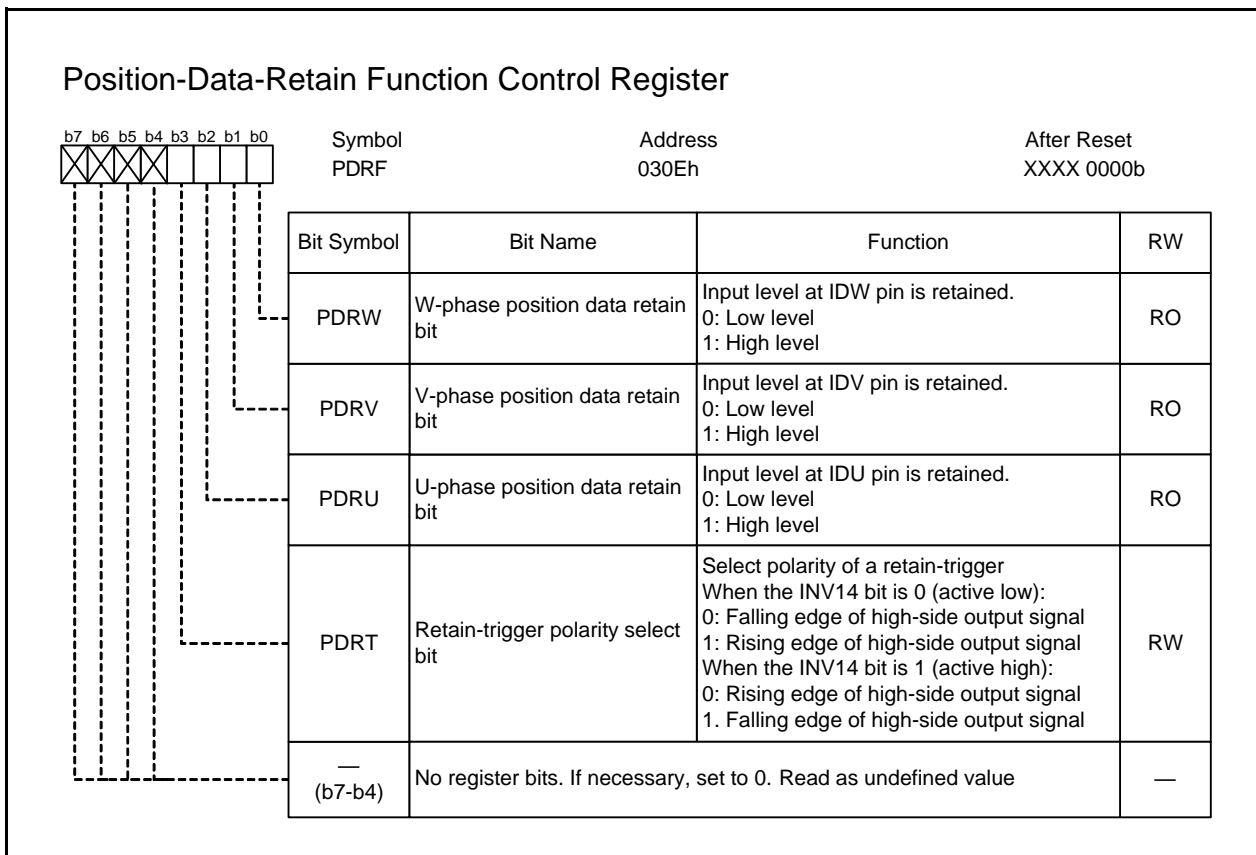 Position-Data-Retain Function Control Register
b7 b6 b5 b4 b3 b2 b1 b0
Symbol Address After Reset
PDRF 030Eh XXXX 0000b
Bit Symbol Bit Name Function RW
PDRW
W-phase position data retain
bit
Input level at IDW pin is retained.
0: Low level
1: High level
RO
PDRV
V-phase position data retain
bit
Input level at IDV pin is retained.
0: Low level
1: High level
RO
PDRU
U-phase position data retain
bit
Input level at IDU pin is retained.
0: Low level
1: High level
RO
PDRT
Retain-trigger polarity select
bit
Select polarity of a retain-trigger
When the INV14 bit is 0 (active low):
0: Falling edge of high-side output signal
1: Rising edge of high-side output signal
When the INV14 bit is 1 (active high):
0: Rising edge of high-side output signal
1. Falling edge of high-side output signal
RW
—
(b7-b4)
No register bits. If necessary, set to 0. Read as undefined value
—